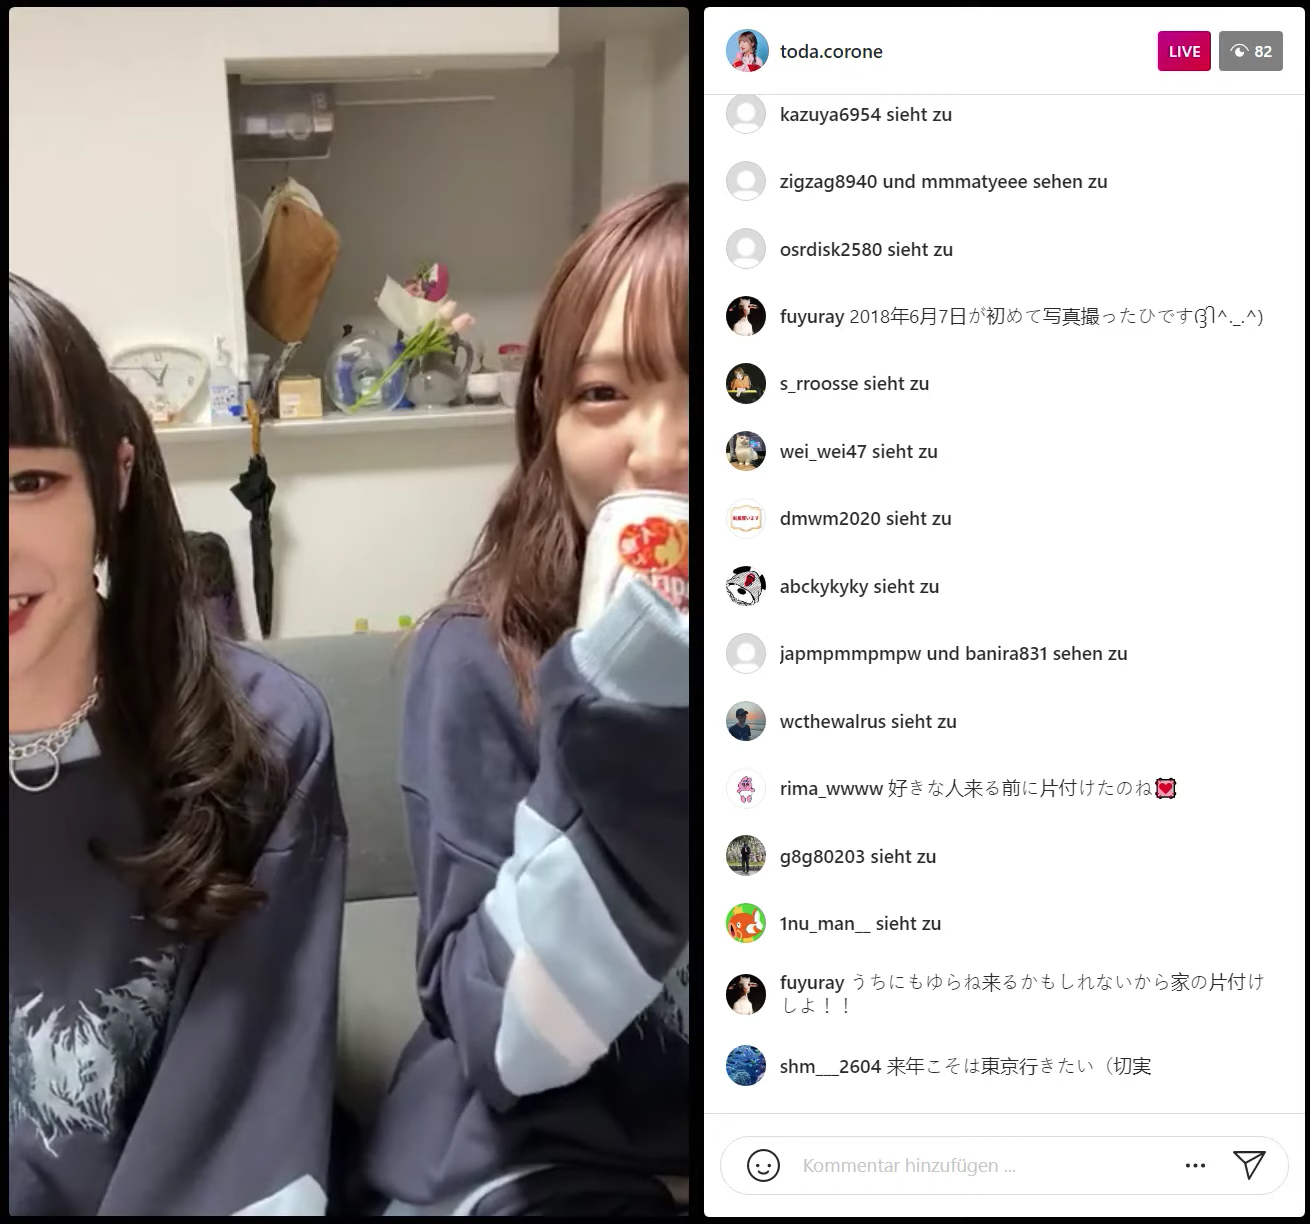 toda.corone
LIVE
82
kazuya6954 sieht zu
zigzag8940 und mmmatyeee sehen zu
osrdisk2580 sieht zu
fuyuray 2018年6月7日が初めて写真撮ったひです(ᢆ᷇ᢃ^._.^)
s_rroosse sieht zu
wei_wei47 sieht zu
dmwm2020 sieht zu
abckykyky sieht zu
japmpmmpmpw und banira831 sehen zu
wcthewalrus sieht zu
rima_wwww 好きな人来る前に片付けたのね💟
g8g80203 sieht zu
1nu_man__ sieht zu
fuyuray うちにもゆらね来るかもしれないから家の片付け
しよ！！
shm___2604 来年こそは東京行きたい（切実
Kommentar hinzufügen ...